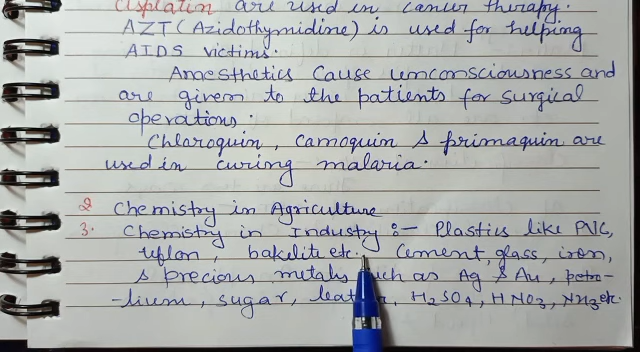 Cisplatin are used in cancer therapy.
AZT (Azidothymidine) is used for helping
AIDS victims.
Anaesthetics cause unconsciousness and
are given to the patients for surgical
operations.
Chloroquin, camoquin & primaquin are
used in curing malaria.
2 Chemistry in Agriculture
3. Chemistry in Industry :- Plastics like PVC,
teflon, bakelite etc. Cement, glass, iron,
& precious metals such as Ag & Au, petro-
-lium, sugar, leather, H2SO4, HNO3, NH3 etc.